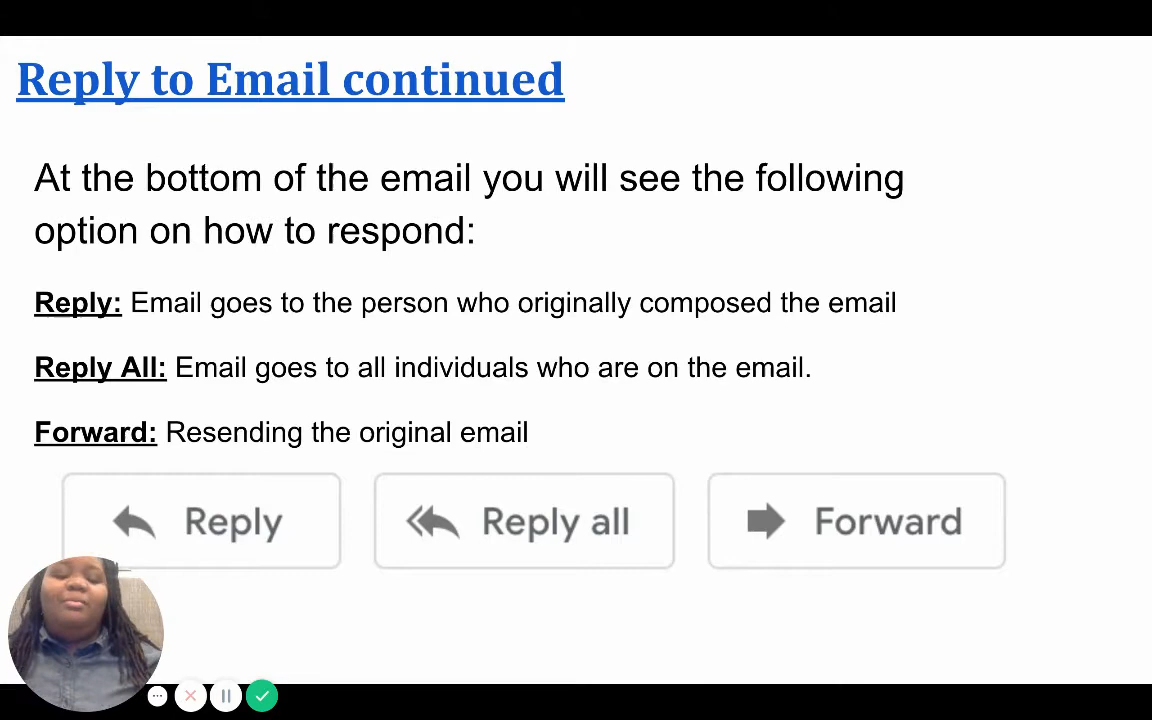 Reply to Email continued
At the bottom of the email you will see the following
option on how to respond:
Reply: Email goes to the person who originally composed the email
Reply All: Email goes to all individuals who are on the email.
Forward: Resending the original email
Reply Reply all Forward